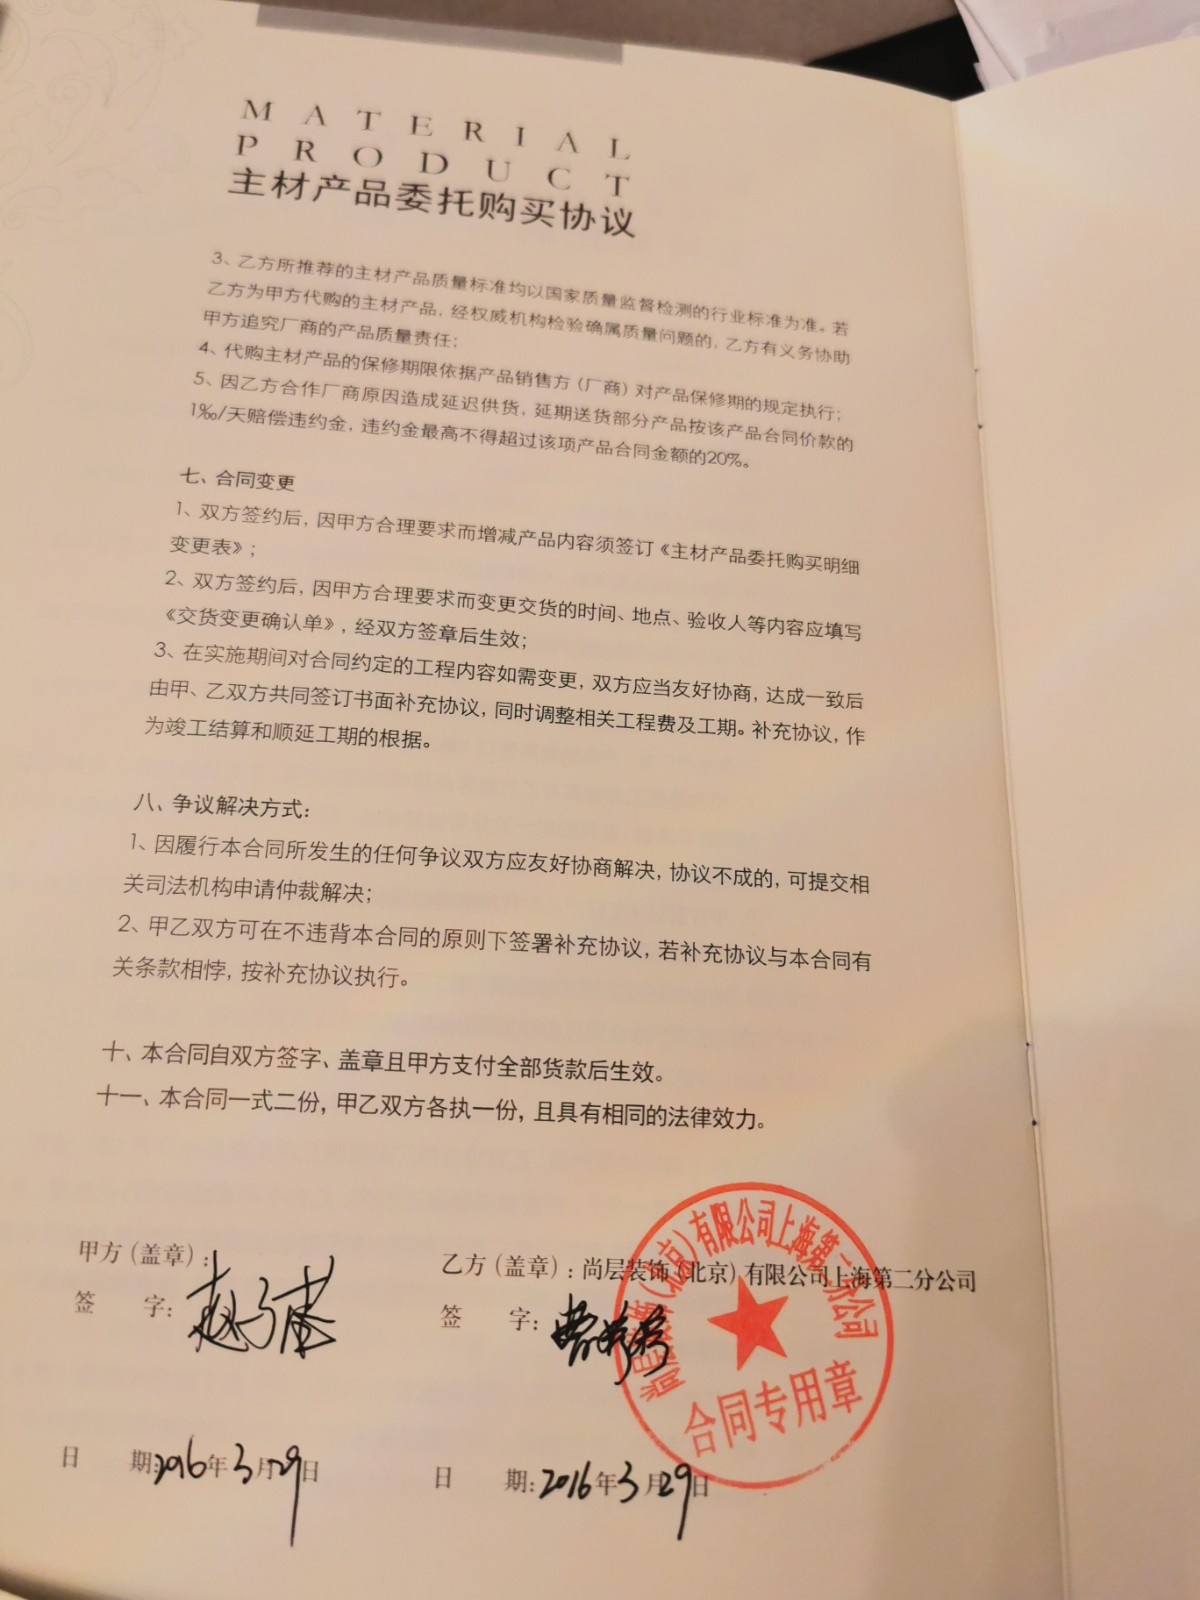 MATERIAL
PRODUCT
主材产品委托购买协议
3、乙方所推荐的主材产品质量标准均以国家质量监督检测的行业标准为准。若
乙方为甲方代购的主材产品，经权威机构检验确属质量问题的，乙方有义务协助
甲方追究厂商的产品质量责任；
4、代购主材产品的保修期限依据产品销售方（厂商）对产品保修期的规定执行；
5、因乙方合作厂商原因造成延迟供货，延期送货部分产品按该产品合同价款的
1‰/天赔偿违约金，违约金最高不得超过该项产品合同金额的20%。
七、合同变更
1、双方签约后，因甲方合理要求而增减产品内容须签订《主材产品委托购买明细
变更表》；
2、双方签约后，因甲方合理要求而变更交货的时间、地点、验收人等内容应填写
《交货变更确认单》，经双方签章后生效；
3、在实施期间对合同约定的工程内容如需变更，双方应当友好协商，达成一致后
由甲、乙双方共同签订书面补充协议，同时调整相关工程费及工期。补充协议，作
为竣工结算和顺延工期的根据。
八、争议解决方式：
1、因履行本合同所发生的任何争议双方应友好协商解决，协议不成的，可提交相
关司法机构申请仲裁解决；
2、甲乙双方可在不违背本合同的原则下签署补充协议，若补充协议与本合同有
关条款相悖，按补充协议执行。
十、本合同自双方签字、盖章且甲方支付全部货款后生效。
十一、本合同一式二份，甲乙双方各执一份，且具有相同的法律效力。
甲方（盖章）：
签 字：
日 期：2016年3月29日
乙方（盖章）：尚层装饰（北京）有限公司上海第二分公司
签 字：
日 期：2016年3月29日
尚层装饰（北京）有限公司上海第二分公司
合同专用章